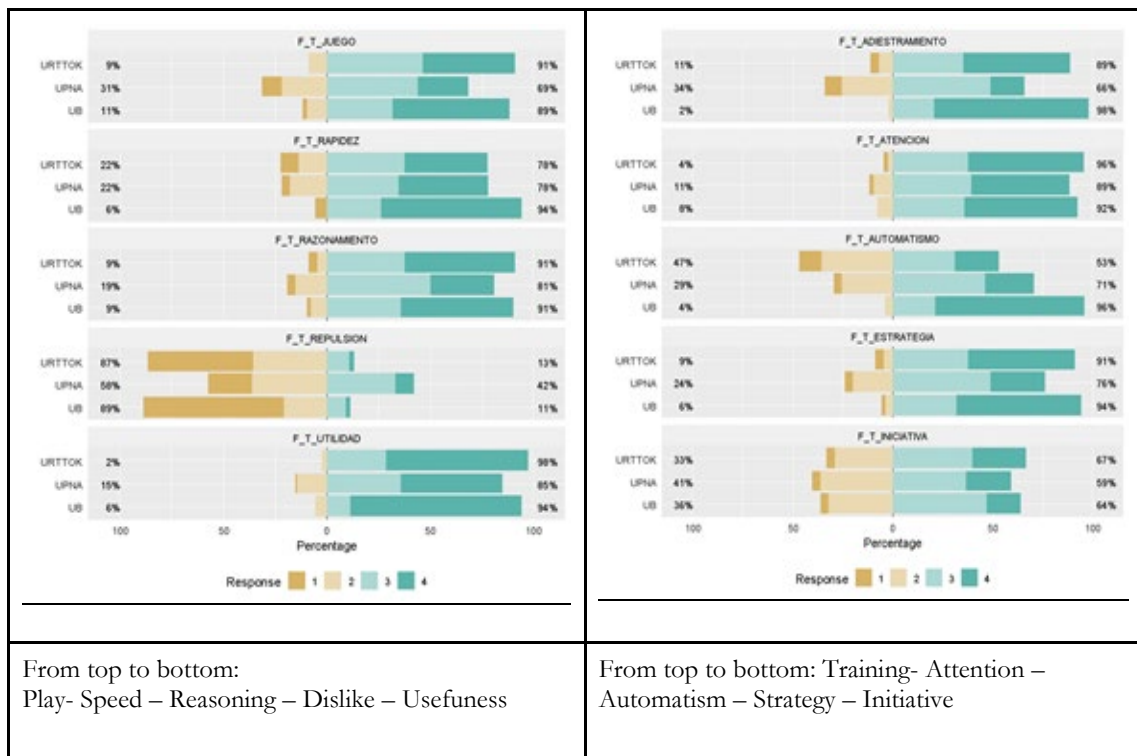 F_T_JUEGO
URTTOK 9% 91%
UPNA 31% 69%
UB 11% 89%
F_T_RAPIDEZ
URTTOK 22% 78%
UPNA 22% 78%
UB 6% 94%
F_T_RAZONAMIENTO
URTTOK 9% 91%
UPNA 19% 81%
UB 9% 91%
F_T_REPULSION
URTTOK 87% 13%
UPNA 58% 42%
UB 89% 11%
F_T_UTILIDAD
URTTOK 2% 98%
UPNA 15% 85%
UB 6% 94%
100 50 0 50 100
Percentage
Response 1 2 3 4
From top to bottom:
Play- Speed – Reasoning – Dislike – Usefuness
F_T_ADIESTRAMIENTO
URTTOK 11% 89%
UPNA 34% 66%
UB 2% 98%
F_T_ATENCION
URTTOK 4% 96%
UPNA 11% 89%
UB 8% 92%
F_T_AUTOMATISMO
URTTOK 47% 53%
UPNA 29% 71%
UB 4% 96%
F_T_ESTRATEGIA
URTTOK 9% 91%
UPNA 24% 76%
UB 6% 94%
F_T_INICIATIVA
URTTOK 33% 67%
UPNA 41% 59%
UB 36% 64%
100 50 0 50 100
Percentage
Response 1 2 3 4
From top to bottom: Training- Attention –
Automatism – Strategy – Initiative